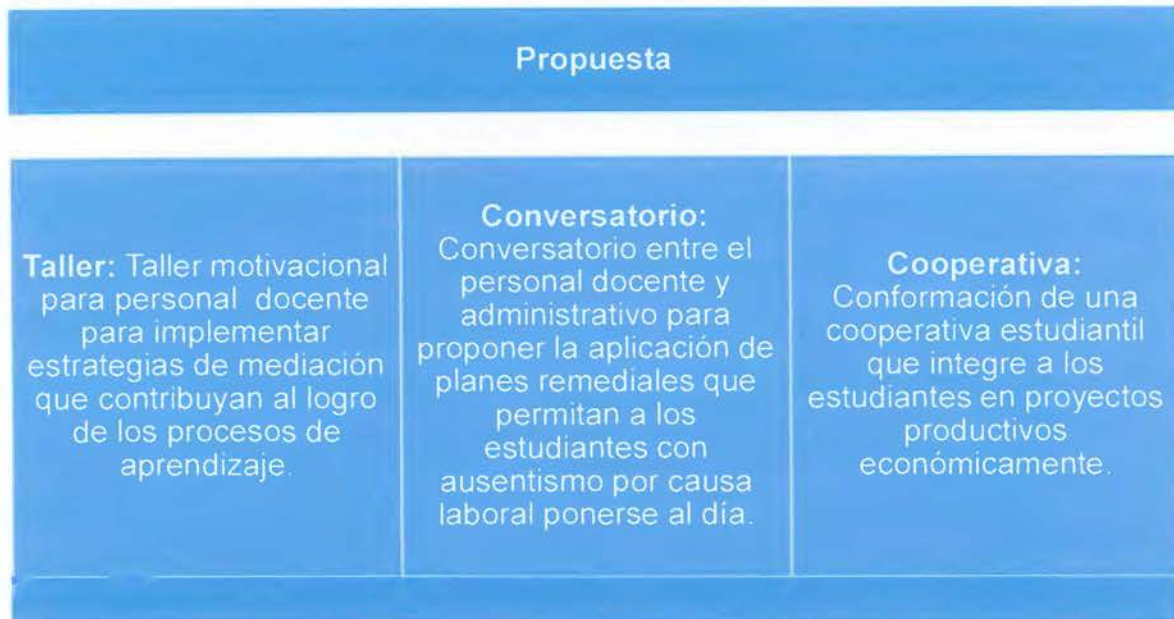 Propuesta
Taller: Taller motivacional
para personal docente
para implementar
estrategias de mediación
que contribuyan al logro
de los procesos de
aprendizaje.
Conversatorio:
Conversatorio entre el
personal docente y
administrativo para
proponer la aplicación de
planes remediales que
permitan a los
estudiantes con
ausentismo por causa
laboral ponerse al día.
Cooperativa:
Conformación de una
cooperativa estudiantil
que integre a los
estudiantes en proyectos
productivos
económicamente.